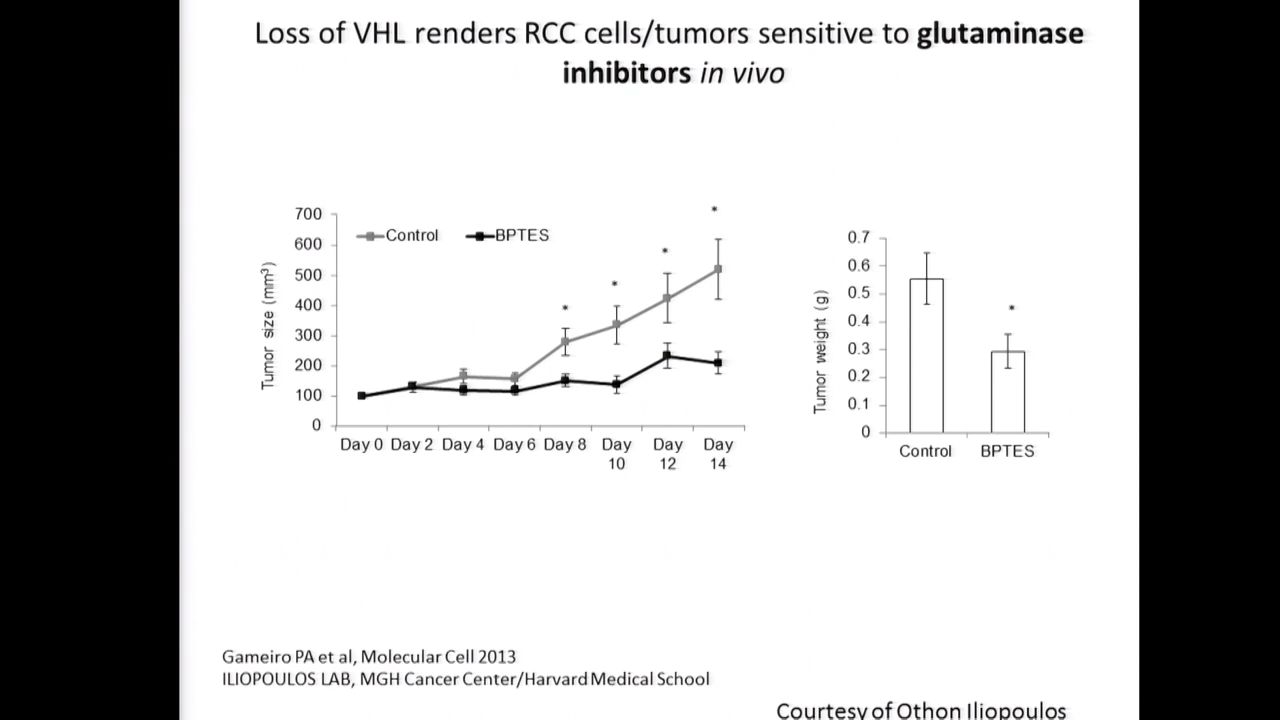 Loss of VHL renders RCC cells/tumors sensitive to glutaminase
inhibitors in vivo
700
600
500
400
300
200
100
0
Tumor size (mm³)
Control
BPTES
*
*
*
*
Day 0 Day 2 Day 4 Day 6 Day 8 Day Day Day
10 12 14
0.7
0.6
0.5
0.4
0.3
0.2
0.1
0
Tumor weight (g)
*
Control BPTES
Gameiro PA et al, Molecular Cell 2013
ILIOPOULOS LAB, MGH Cancer Center/Harvard Medical School
Courtesy of Othon Iliopoulos